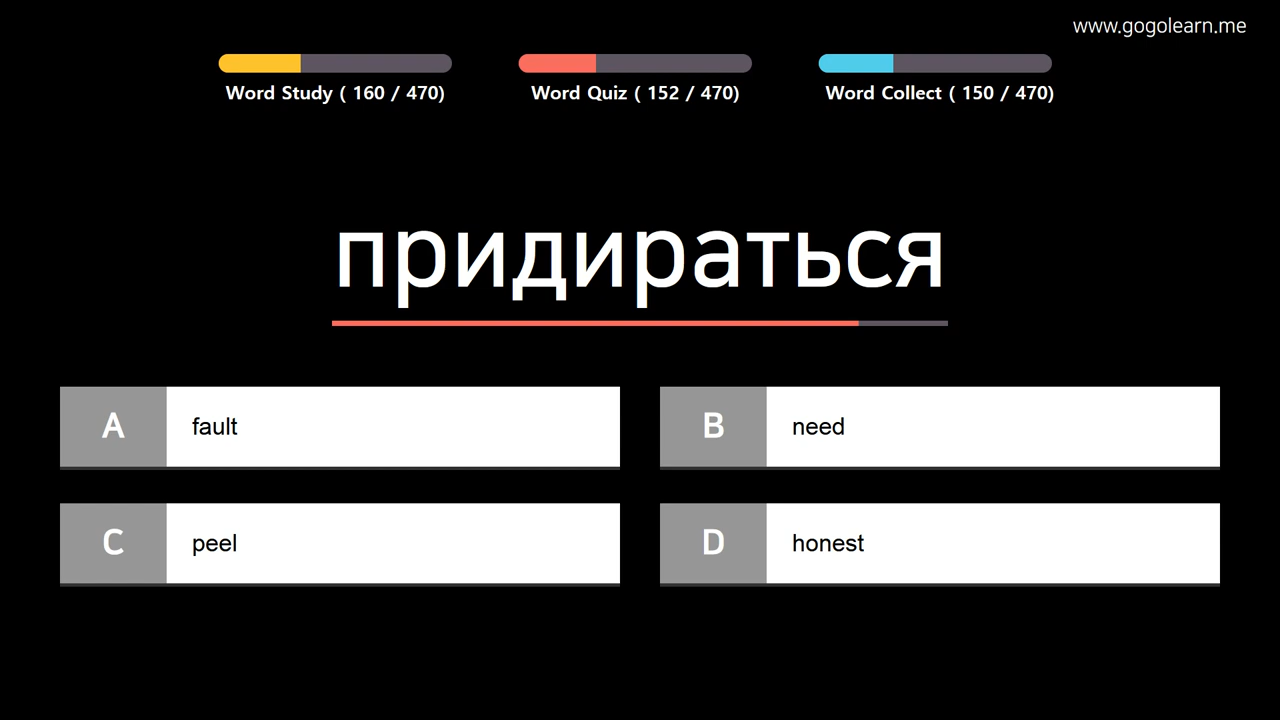 www.gogolearn.me
Word Study ( 160 / 470)
Word Quiz ( 152 / 470)
Word Collect ( 150 / 470)
придираться
A fault
B need
C peel
D honest